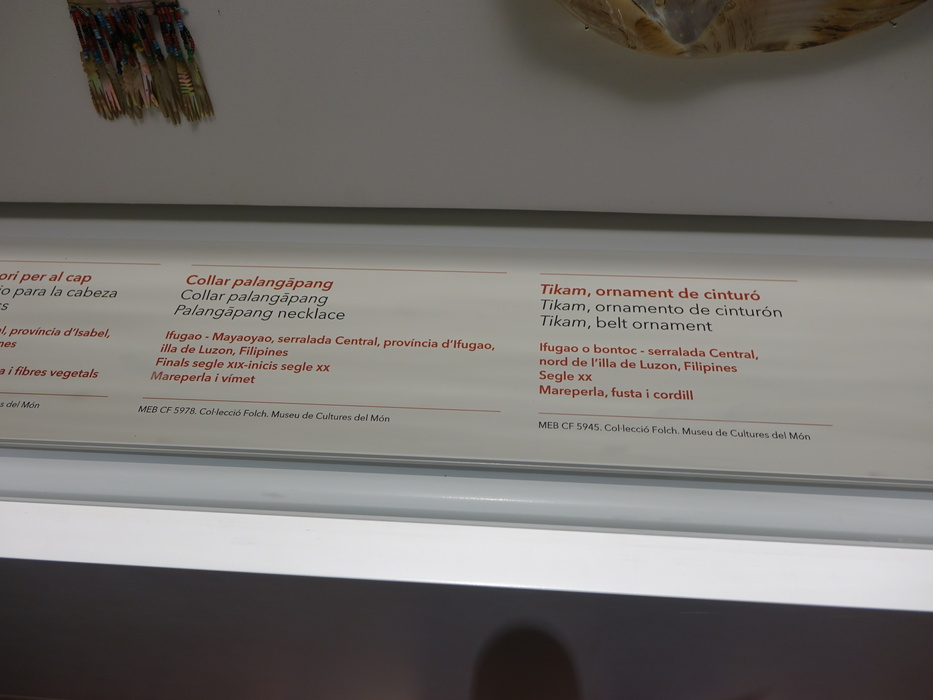 ori per al cap
io para la cabeza
s
l, província d'Isabel,
nes
a i fibres vegetals
s del Món
Collar palangāpang
Collar palangāpang
Palangāpang necklace
Ifugao - Mayaoyao, serralada Central, província d'Ifugao,
illa de Luzon, Filipines
Finals segle XIX-inicis segle XX
Mareperla i vímet
MEB CF 5978. Col·lecció Folch. Museu de Cultures del Món
Tikam, ornament de cinturó
Tikam, ornamento de cinturón
Tikam, belt ornament
Ifugao o bontoc - serralada Central,
nord de l'illa de Luzon, Filipines
Segle XX
Mareperla, fusta i cordill
MEB CF 5945. Col·lecció Folch. Museu de Cultures del Món